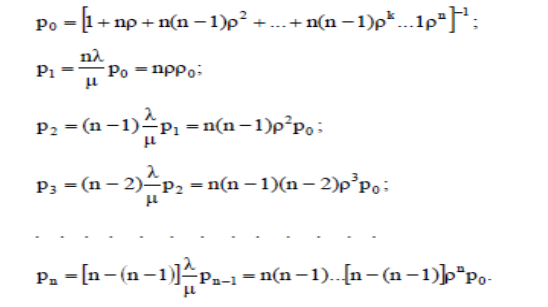 p₀ = [1 + nρ + n(n−1)ρ² + ... + n(n−1)ρᵏ...1ρⁿ]⁻¹ ;
p₁ = nλ/μ p₀ = nρρ₀;
p₂ = (n−1) λ/μ p₁ = n(n−1)ρ²p₀ ;
p₃ = (n−2) λ/μ p₂ = n(n−1)(n−2)ρ³p₀ ;
. . . . . . . . . . . . .
pₙ = [n−(n−1)] λ/μ pₙ₋₁ = n(n−1)...[n−(n−1)]ρⁿp₀.